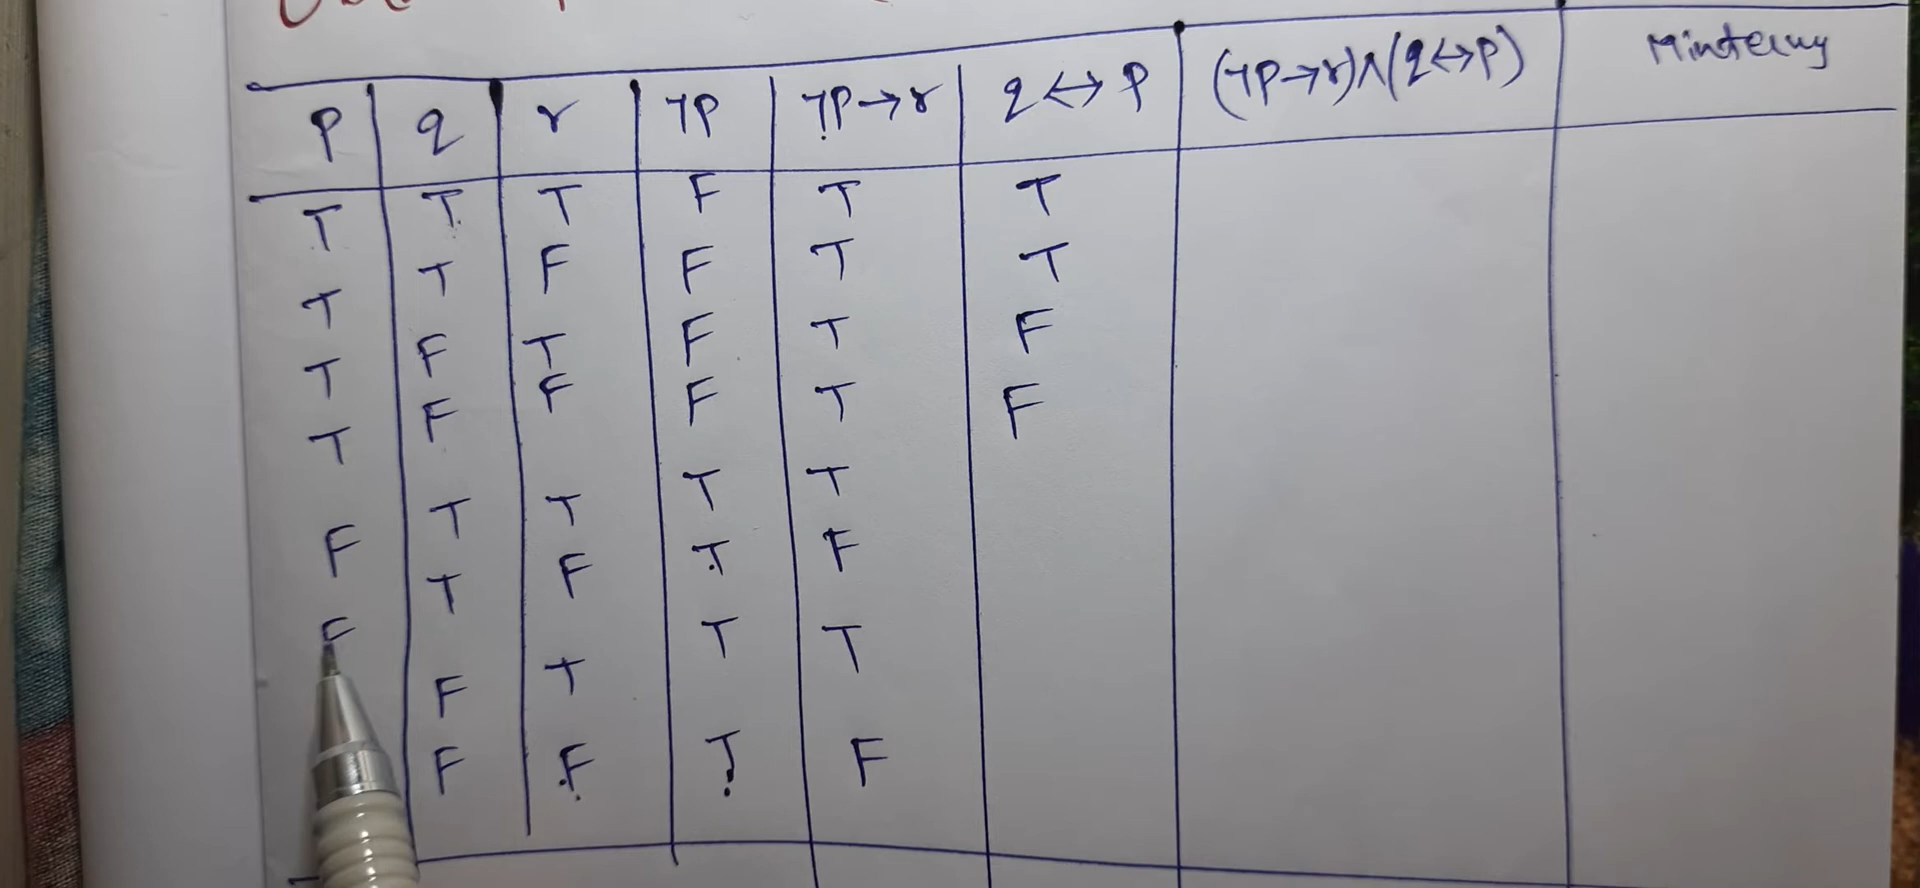 P q r ¬P ¬P→r q↔P (¬P→r)∧(q↔P) Minterms
T T T F T T
T T F F T T
T F T F T F
T F F F T F
F T T T T
F T F T F
F T T T
F F T F